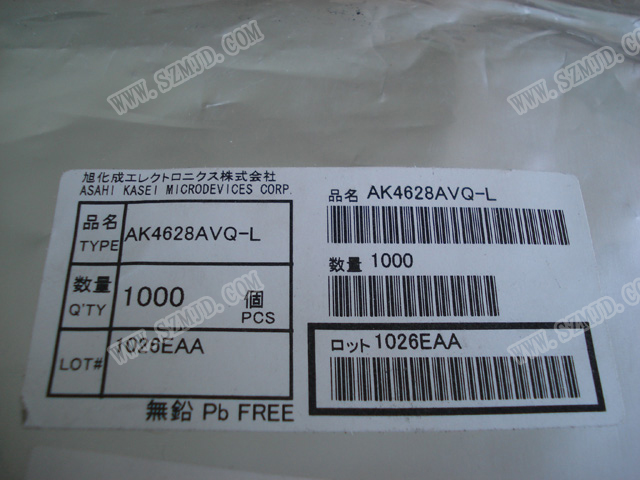 旭化成エレクトロニクス株式会社
ASAHI KASEI MICRODEVICES CORP.
品名 TYPE AK4628AVQ-L
数量 Q'TY 1000 個 PCS
LOT# 1026EAA
無鉛 Pb FREE
品名 AK4628AVQ-L
数量 1000
ロット 1026EAA
WWW.SZMJD.COM
WWW.SZMJD.COM
WWW.SZMJD.COM
WWW.SZMJD.COM